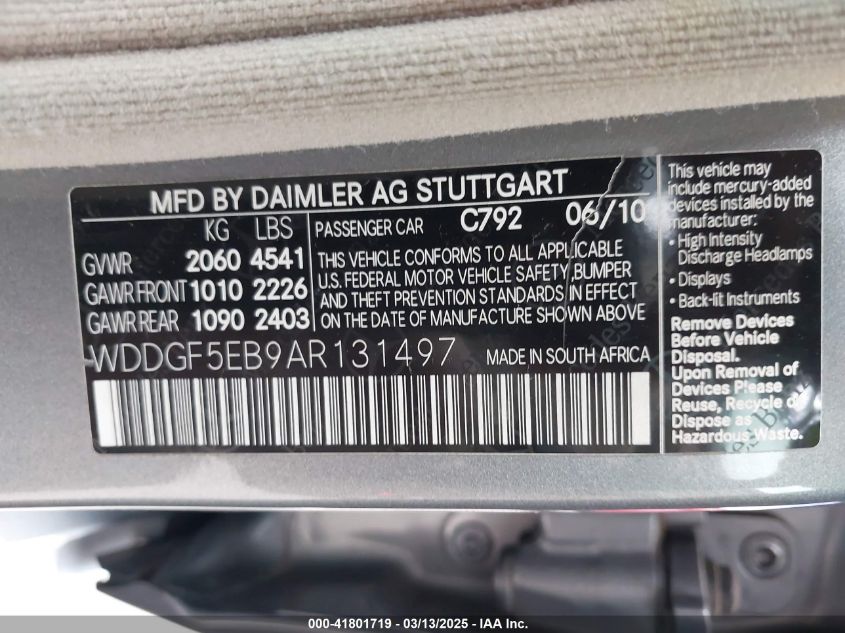 MFD BY DAIMLER AG STUTTGART
KG LBS
GVWR 2060 4541
GAWR FRONT 1010 2226
GAWR REAR 1090 2403
PASSENGER CAR C792 06/10
THIS VEHICLE CONFORMS TO ALL APPLICABLE
U.S. FEDERAL MOTOR VEHICLE SAFETY ,BUMPER
AND THEFT PREVENTION STANDARDS IN EFFECT
ON THE DATE OF MANUFACTURE SHOWN ABOVE
WDDGF5EB9AR131497 MADE IN SOUTH AFRICA
This vehicle may
include mercury-added
devices installed by the
manufacturer:
• High Intensity
Discharge Headlamps
• Displays
• Back-lit Instruments
Remove Devices
Before Vehicle
Disposal.
Upon Removal of
Devices Please
Reuse, Recycle or
Dispose as
Hazardous Waste.
000-41801719 / 03/13/2025 — IAA Inc.